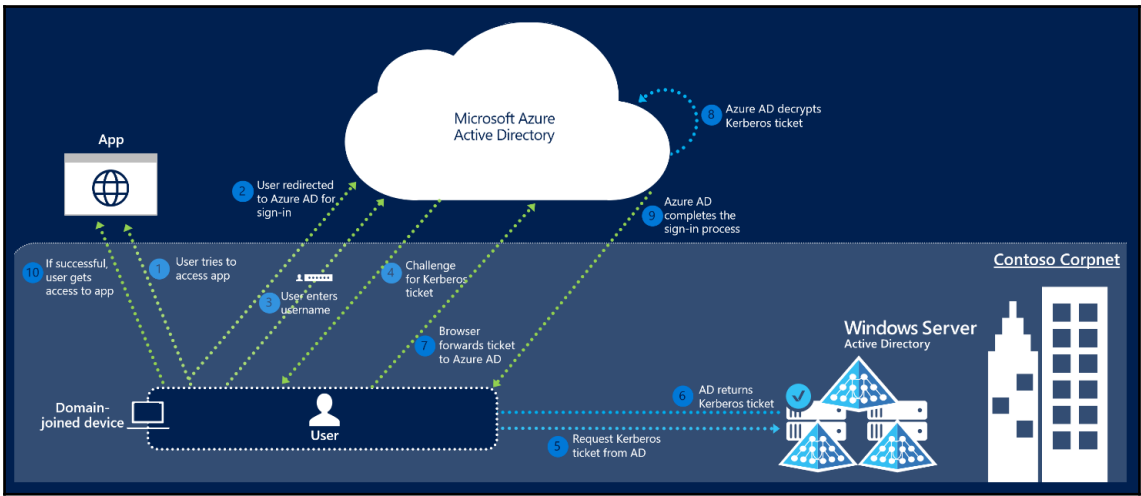 Microsoft Azure
Active Directory
8
Azure AD decrypts
Kerberos ticket
App
2
User redirected
to Azure AD for
sign-in
9
Azure AD
completes the
sign-in process
10
If successful,
user gets
access to app
1
User tries to
access app
3
User enters
username
4
Challenge
for Kerberos
ticket
7
Browser
forwards ticket
to Azure AD
Contoso Corpnet
Windows Server
Active Directory
Domain-
joined device
User
6
AD returns
Kerberos ticket
5
Request Kerberos
ticket from AD